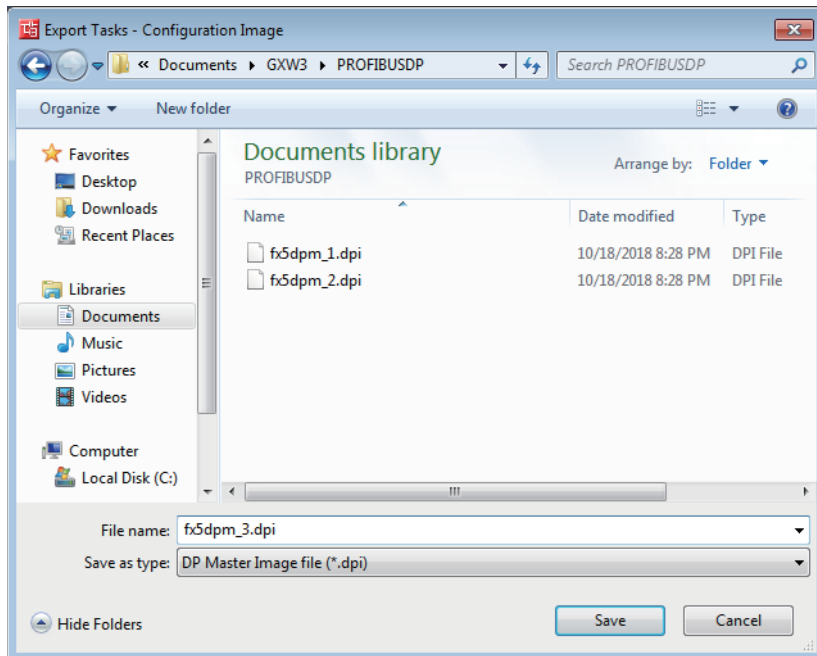 Export Tasks - Configuration Image
« Documents GXW3 PROFIBUSDP
Search PROFIBUSDP
Organize New folder
Favorites
Desktop
Downloads
Recent Places
Libraries
Documents
Music
Pictures
Videos
Computer
Local Disk (C:)
Documents library
PROFIBUSDP
Arrange by: Folder
Name Date modified Type
fx5dpm_1.dpi 10/18/2018 8:28 PM DPI File
fx5dpm_2.dpi 10/18/2018 8:28 PM DPI File
File name: fx5dpm_3.dpi
Save as type: DP Master Image file (*.dpi)
Hide Folders
Save Cancel